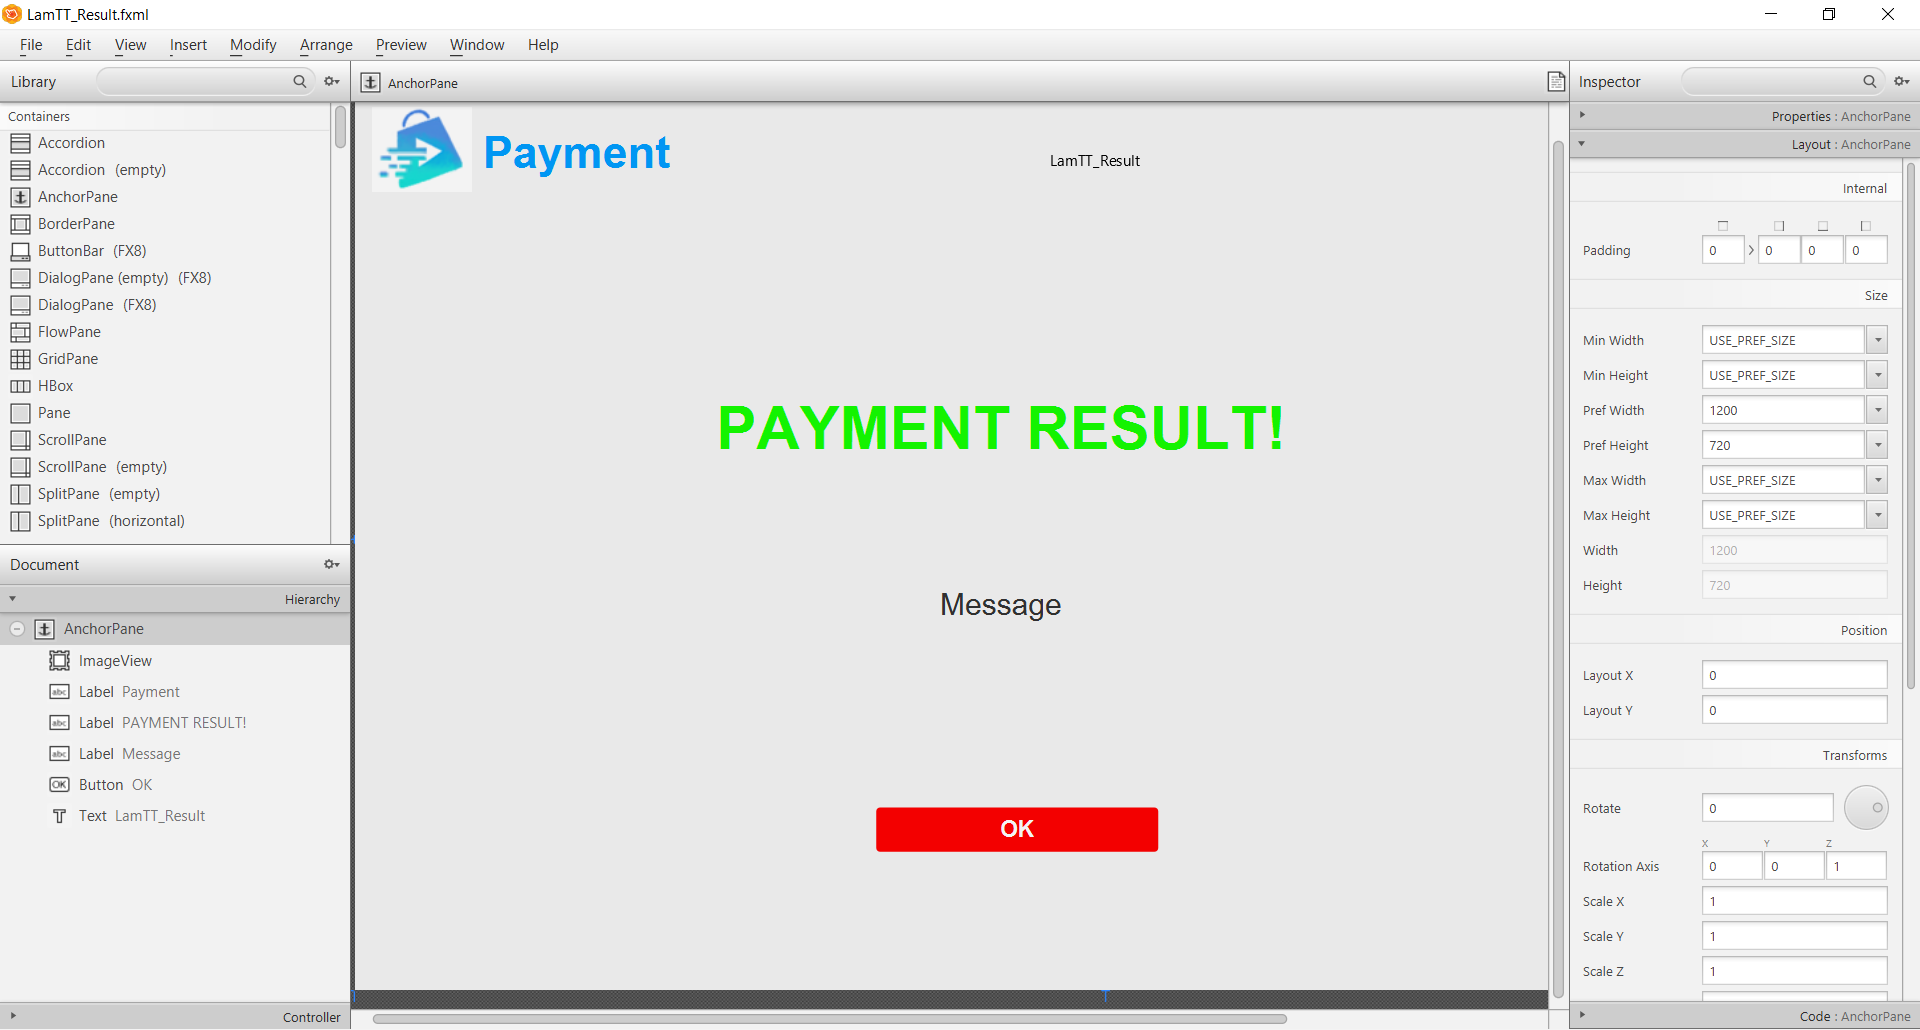 LamTT_Result.fxml
File Edit View Insert Modify Arrange Preview Window Help
Library
Containers
Accordion
Accordion (empty)
AnchorPane
BorderPane
ButtonBar (FX8)
DialogPane (empty) (FX8)
DialogPane (FX8)
FlowPane
GridPane
HBox
Pane
ScrollPane
ScrollPane (empty)
SplitPane (empty)
SplitPane (horizontal)
Document
Hierarchy
AnchorPane
ImageView
abc Label Payment
abc Label PAYMENT RESULT!
abc Label Message
OK Button OK
T Text LamTT_Result
Controller
AnchorPane
Payment
LamTT_Result
PAYMENT RESULT!
Message
OK
Inspector
Properties : AnchorPane
Layout : AnchorPane
Internal
Padding 0 0 0 0
Size
Min Width USE_PREF_SIZE
Min Height USE_PREF_SIZE
Pref Width 1200
Pref Height 720
Max Width USE_PREF_SIZE
Max Height USE_PREF_SIZE
Width 1200
Height 720
Position
Layout X 0
Layout Y 0
Transforms
Rotate 0
X Y Z
Rotation Axis 0 0 1
Scale X 1
Scale Y 1
Scale Z 1
Code : AnchorPane